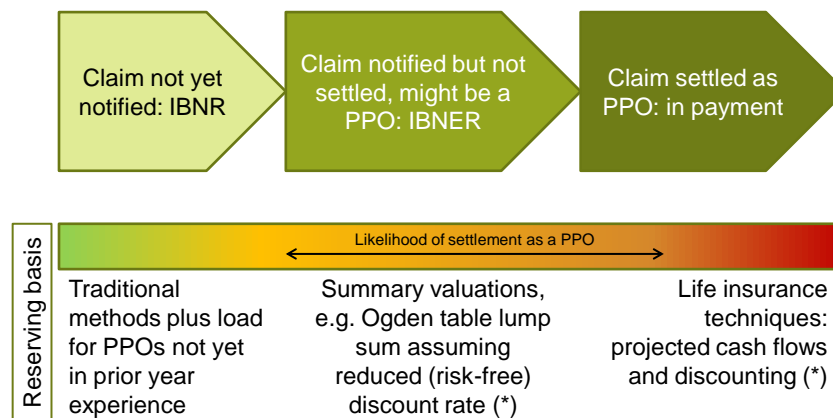 Claim not yet
notified: IBNR
Claim notified but not
settled, might be a
PPO: IBNER
Claim settled as
PPO: in payment
Reserving basis
Likelihood of settlement as a PPO
Traditional
methods plus load
for PPOs not yet
in prior year
experience
Summary valuations,
e.g. Ogden table lump
sum assuming
reduced (risk-free)
discount rate (*)
Life insurance
techniques:
projected cash flows
and discounting (*)